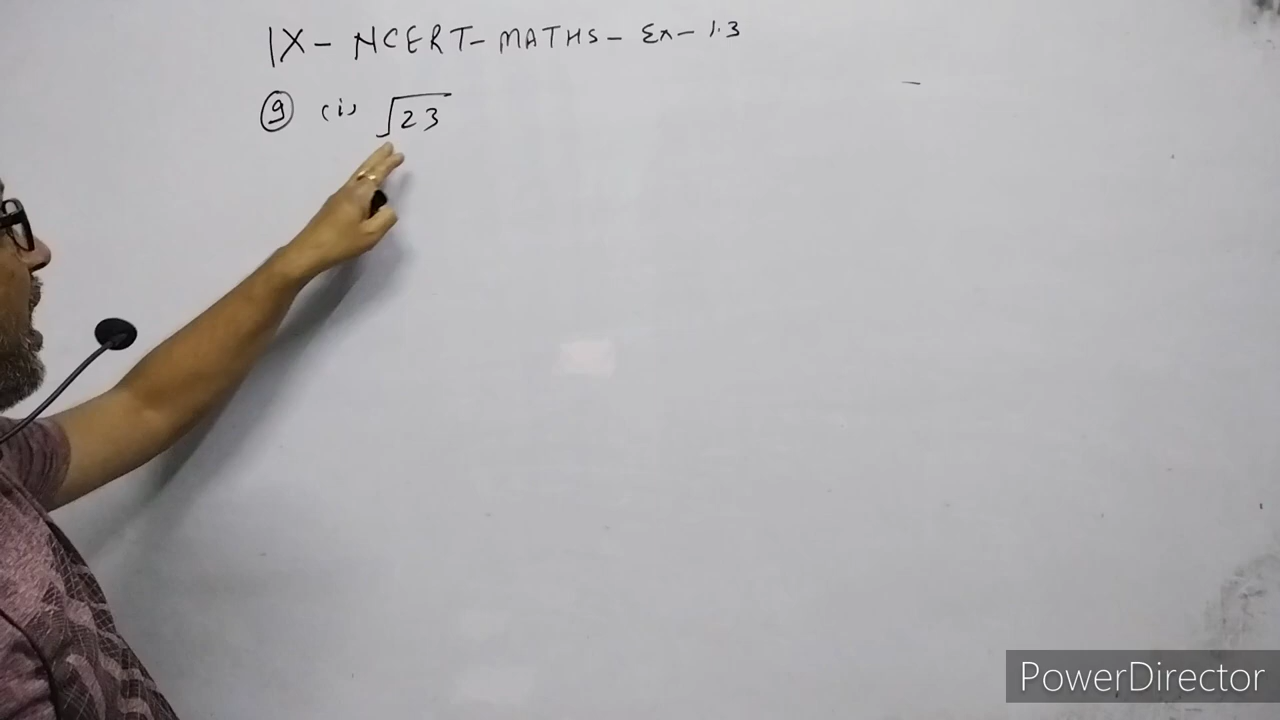 IX - NCERT - MATHS - Ex - 1.3
9 (i) √23
PowerDirector